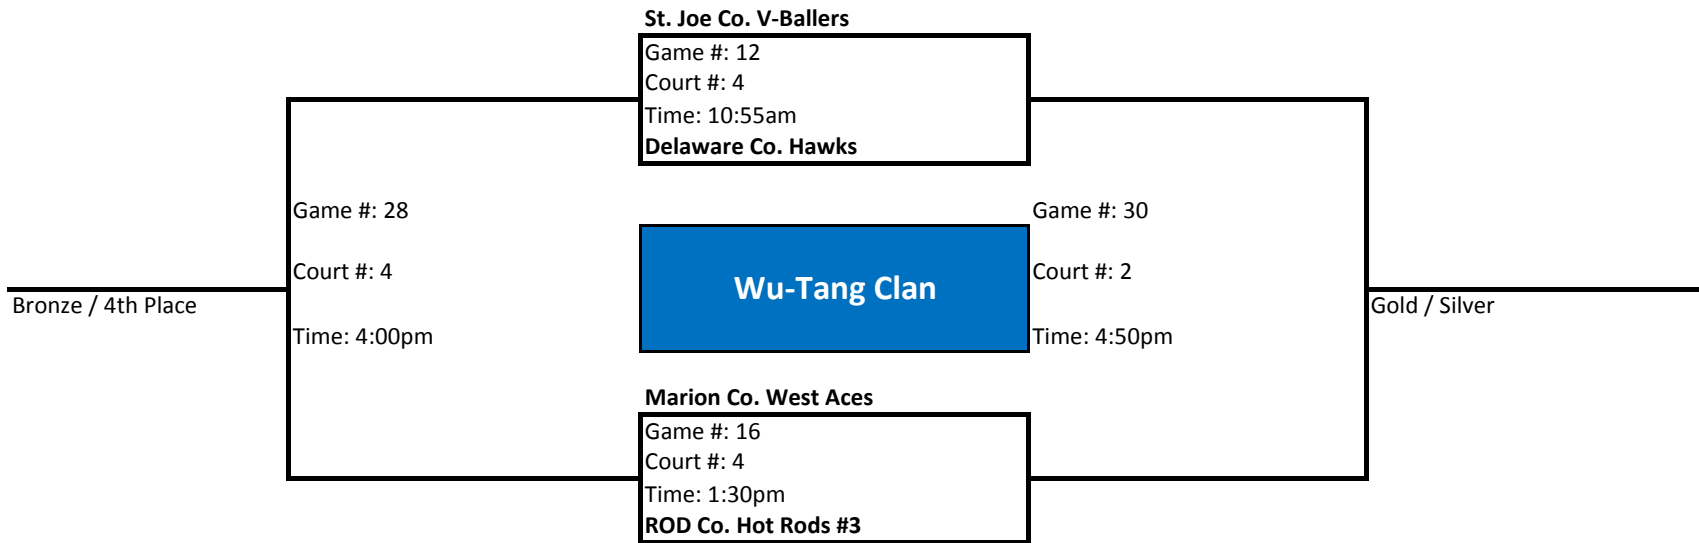 St. Joe Co. V-Ballers
Game #: 12
Court #: 4
Time: 10:55am
Delaware Co. Hawks
Game #: 28
Court #: 4
Time: 4:00pm
Bronze / 4th Place
Wu-Tang Clan
Game #: 30
Court #: 2
Time: 4:50pm
Gold / Silver
Marion Co. West Aces
Game #: 16
Court #: 4
Time: 1:30pm
ROD Co. Hot Rods #3